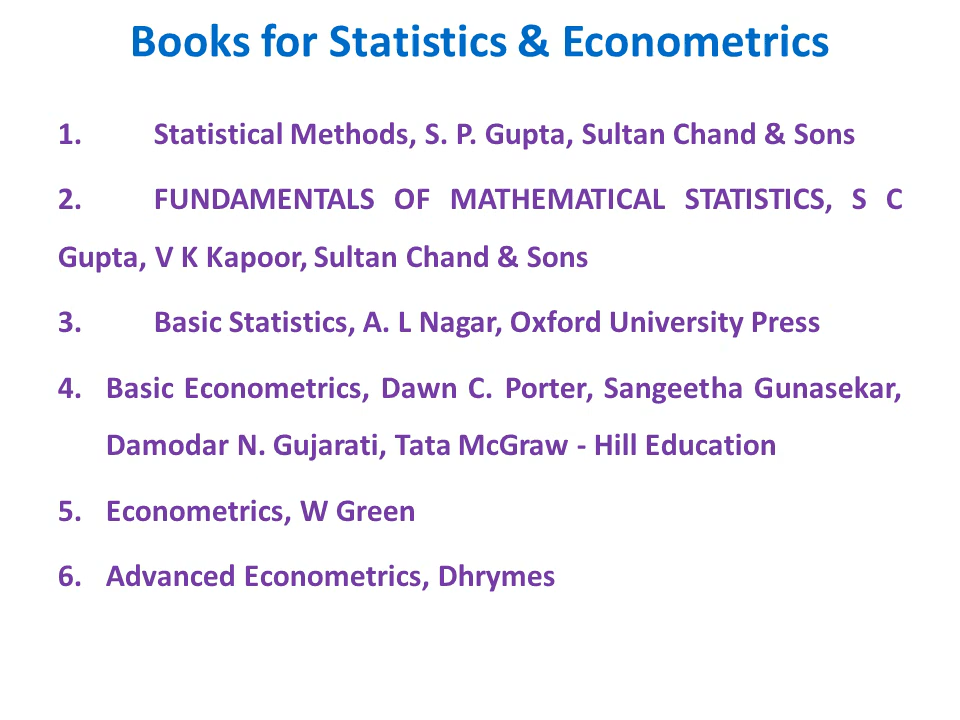 Books for Statistics & Econometrics
1. Statistical Methods, S. P. Gupta, Sultan Chand & Sons
2. FUNDAMENTALS OF MATHEMATICAL STATISTICS, S C
Gupta, V K Kapoor, Sultan Chand & Sons
3. Basic Statistics, A. L Nagar, Oxford University Press
4. Basic Econometrics, Dawn C. Porter, Sangeetha Gunasekar,
Damodar N. Gujarati, Tata McGraw - Hill Education
5. Econometrics, W Green
6. Advanced Econometrics, Dhrymes